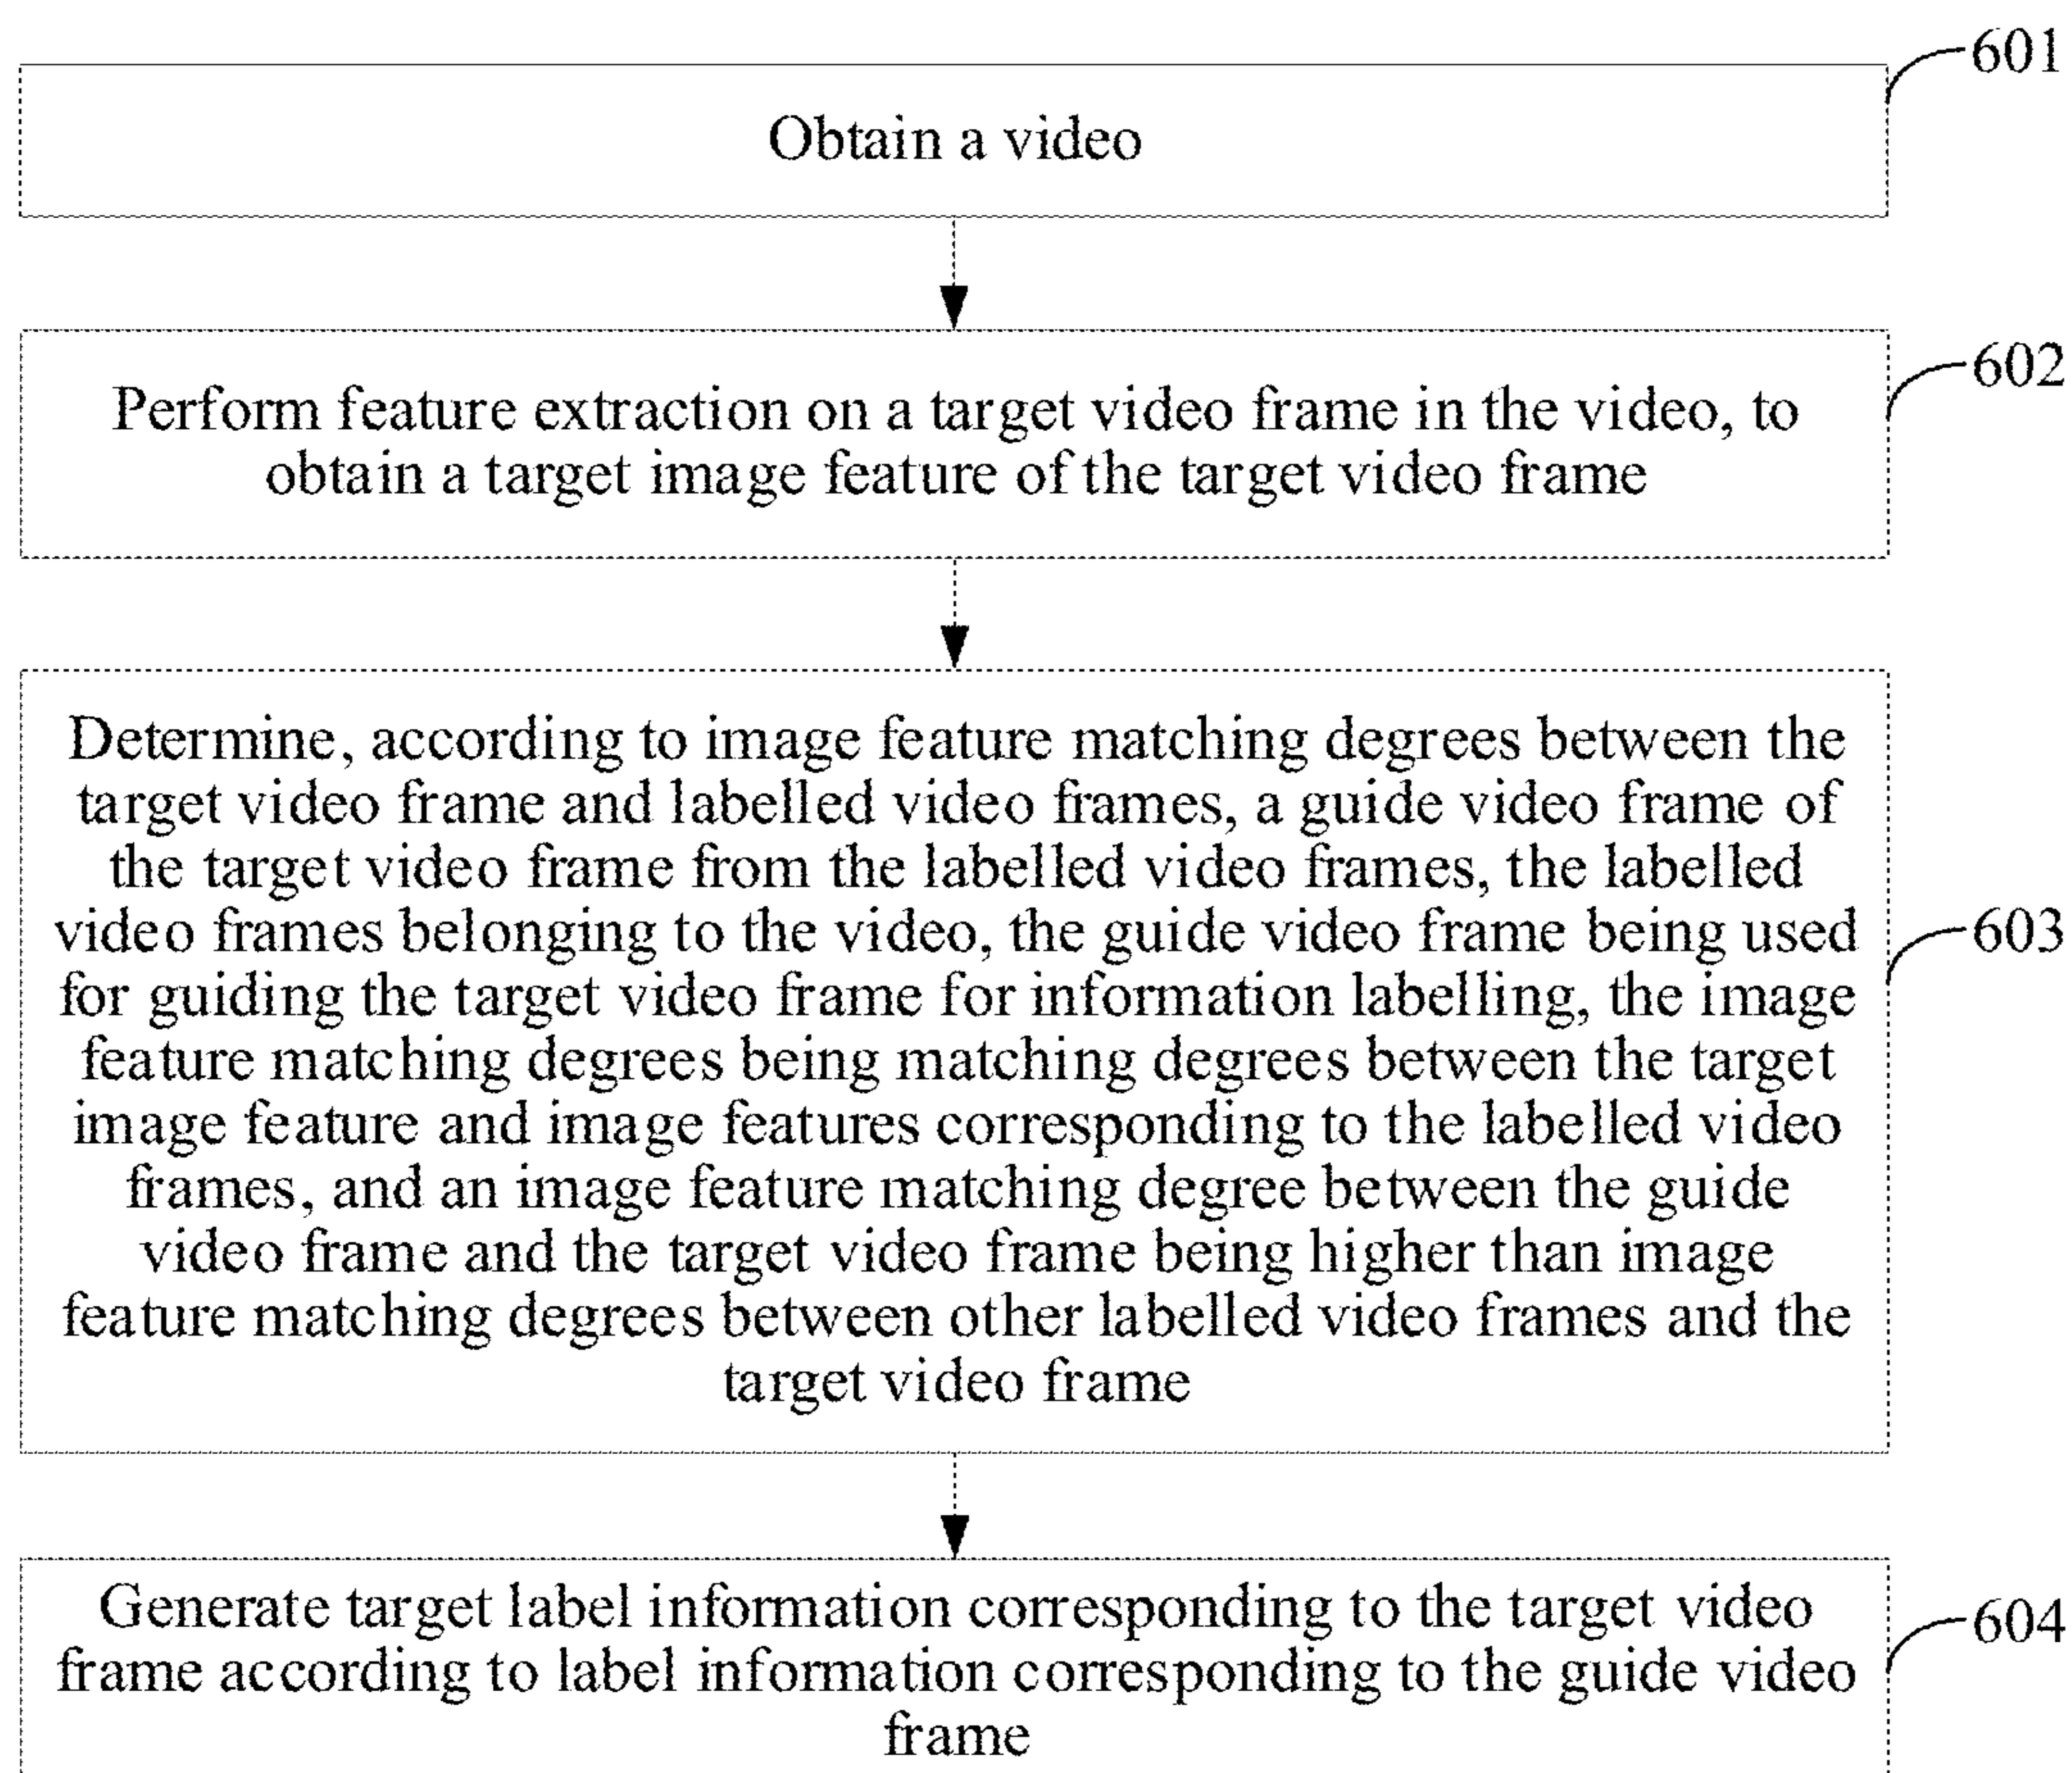 601
Obtain a video
602
Perform feature extraction on a target video frame in the video, to
obtain a target image feature of the target video frame
Determine, according to image feature matching degrees between the
target video frame and labelled video frames, a guide video frame of
the target video frame from the labelled video frames, the labelled
video frames belonging to the video, the guide video frame being used
603
for guiding the target video frame for information labelling, the image
feature matching degrees being matching degrees between the target
image feature and image features corresponding to the labelled video
frames, and an image feature matching degree between the guide
video frame and the target video frame being higher than image
feature matching degrees between other labelled video frames and the
target video frame
Generate target label information corresponding to the target video
604
frame according to label information corresponding to the guide video
frame